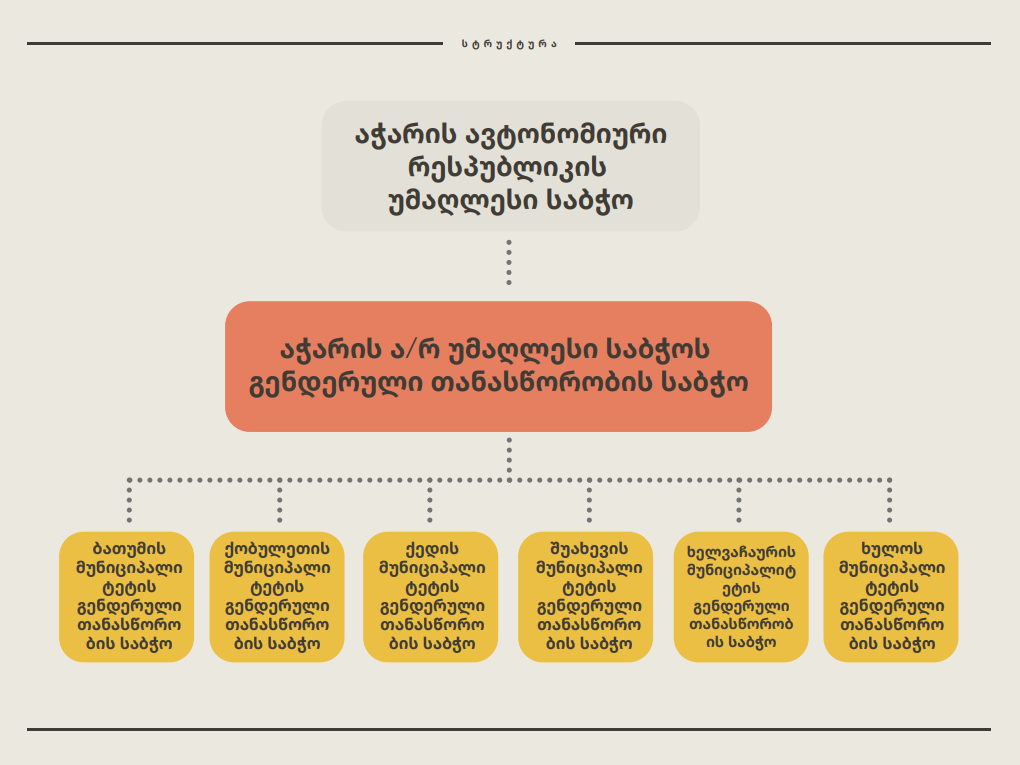 სტრუქტურა
აჭარის ავტონომიური
რესპუბლიკის
უმაღლესი საბჭო
აჭარის ა/რ უმაღლესი საბჭოს
გენდერული თანასწორობის საბჭო
ბათუმის
მუნიციპალი
ტეტის
გენდერული
თანასწორო
ბის საბჭო
ქობულეთის
მუნიციპალი
ტეტის
გენდერული
თანასწორო
ბის საბჭო
ქედის
მუნიციპალი
ტეტის
გენდერული
თანასწორო
ბის საბჭო
შუახევის
მუნიციპალი
ტეტის
გენდერული
თანასწორო
ბის საბჭო
ხელვაჩაურის
მუნიციპალიტ
ეტის
გენდერული
თანასწორობ
ის საბჭო
ხულოს
მუნიციპალი
ტეტის
გენდერული
თანასწორო
ბის საბჭო